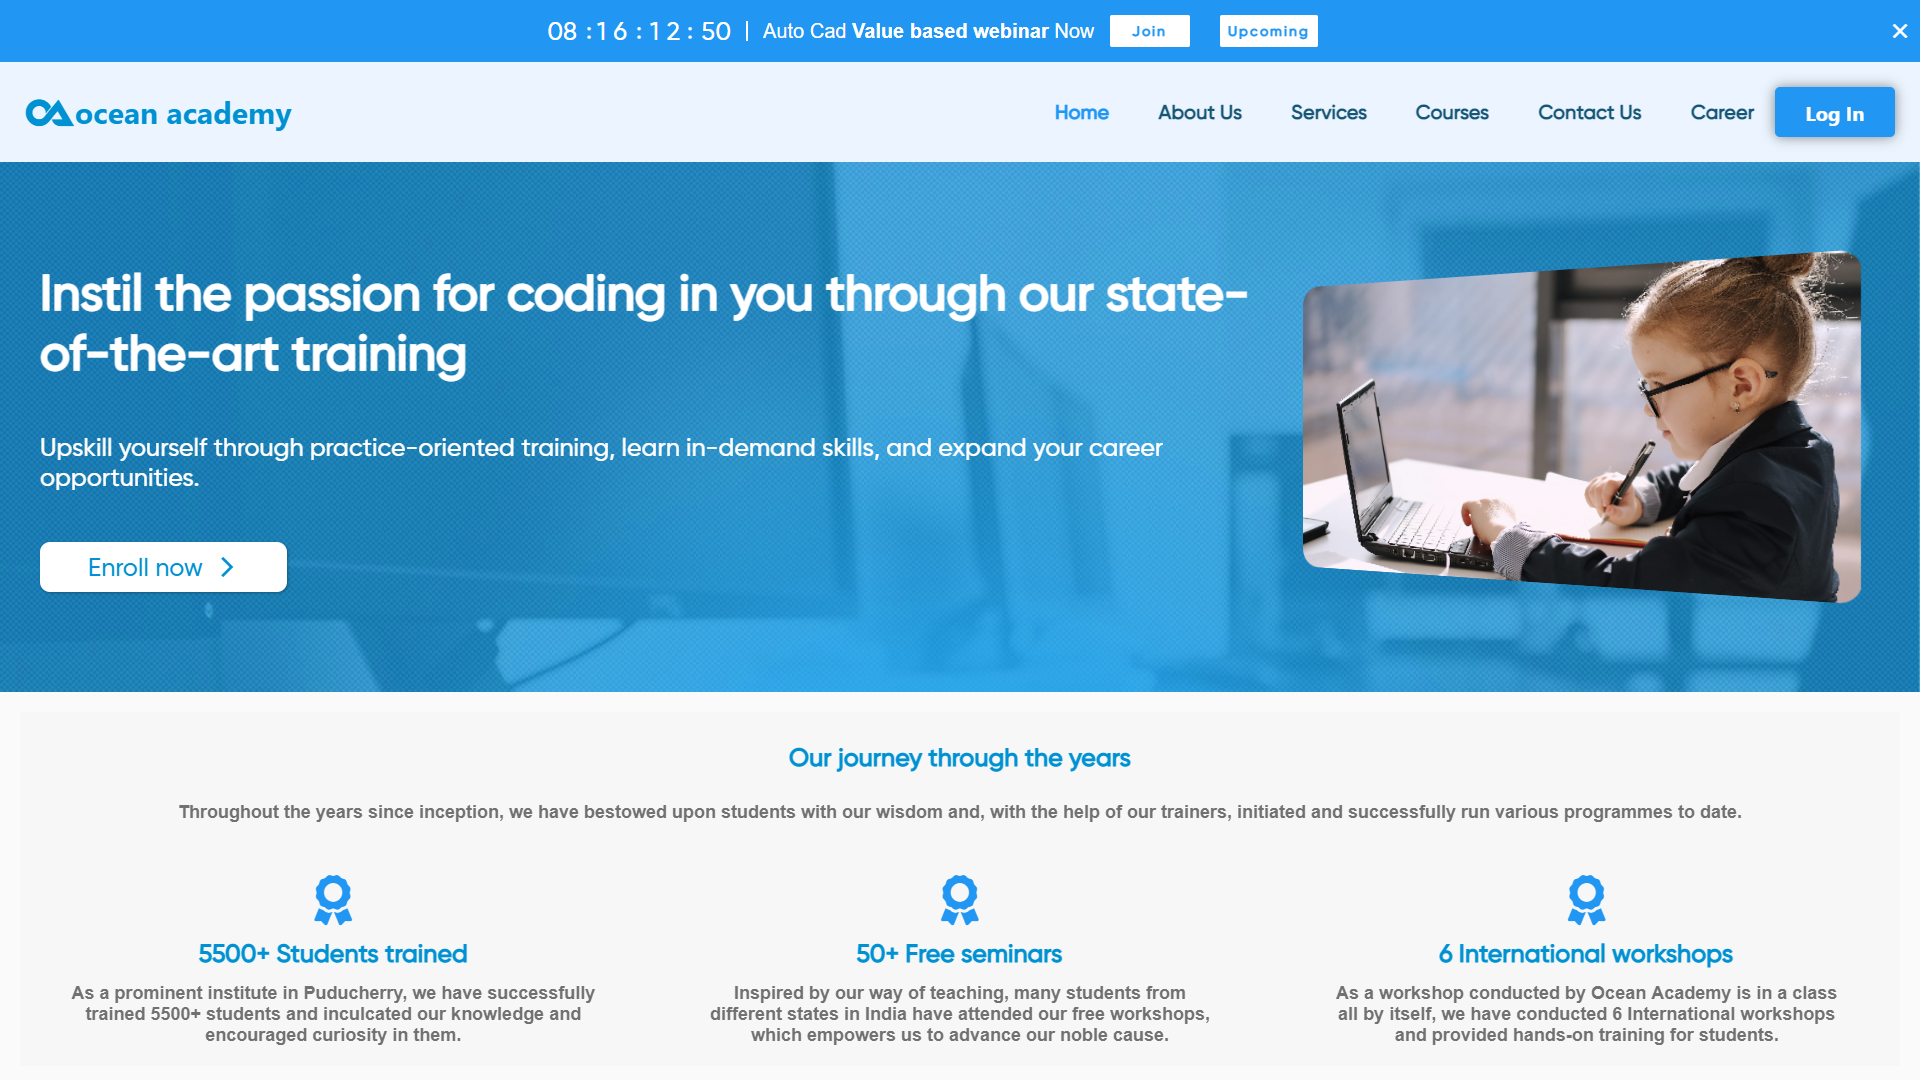 08 : 16 : 12 : 50 | Auto Cad Value based webinar Now Join Upcoming ✕
ocean academy Home About Us Services Courses Contact Us Career Log In
Instil the passion for coding in you through our state-
of-the-art training
Upskill yourself through practice-oriented training, learn in-demand skills, and expand your career
opportunities.
Enroll now
Our journey through the years
Throughout the years since inception, we have bestowed upon students with our wisdom and, with the help of our trainers, initiated and successfully run various programmes to date.
5500+ Students trained
As a prominent institute in Puducherry, we have successfully
trained 5500+ students and inculcated our knowledge and
encouraged curiosity in them.
50+ Free seminars
Inspired by our way of teaching, many students from
different states in India have attended our free workshops,
which empowers us to advance our noble cause.
6 International workshops
As a workshop conducted by Ocean Academy is in a class
all by itself, we have conducted 6 International workshops
and provided hands-on training for students.